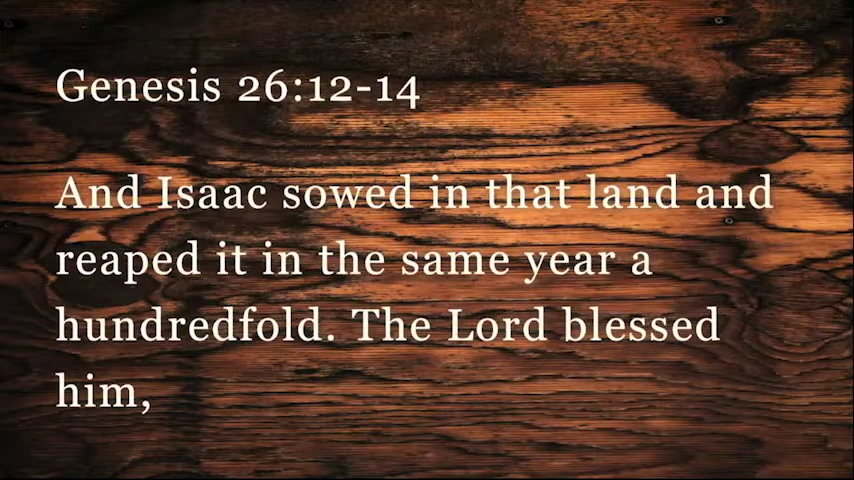 Genesis 26:12-14
And Isaac sowed in that land and
reaped it in the same year a
hundredfold. The Lord blessed
him,